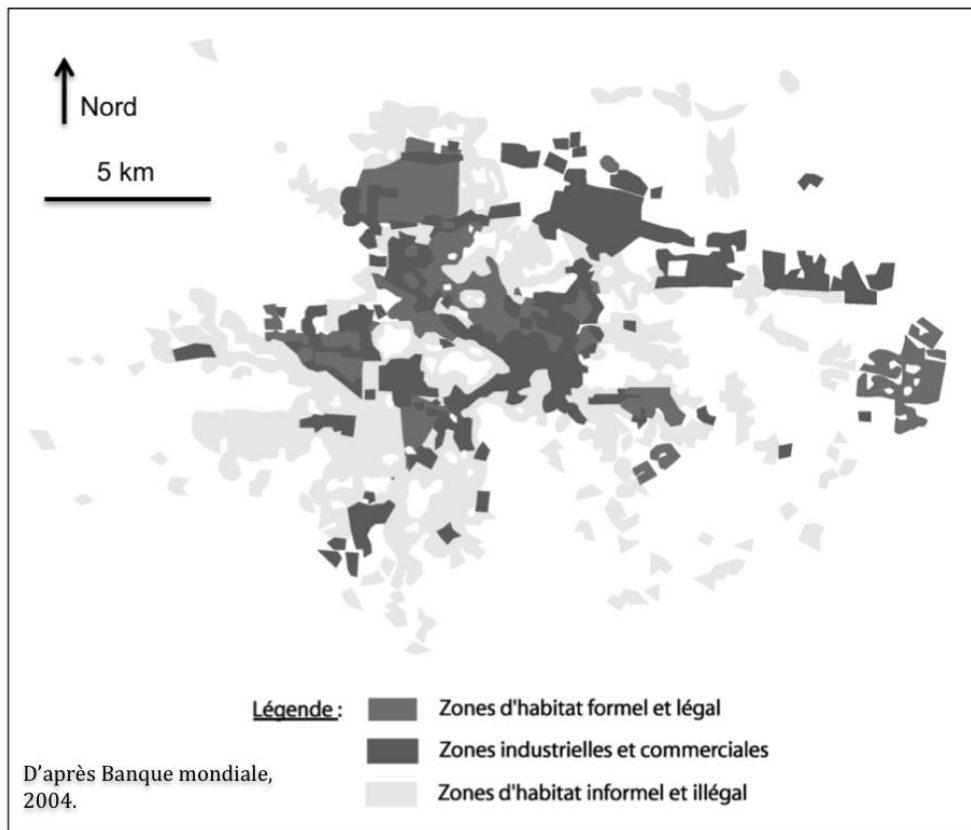 Nord
5 km
Légende :
Zones d'habitat formel et légal
Zones industrielles et commerciales
Zones d'habitat informel et illégal
D'après Banque mondiale,
2004.